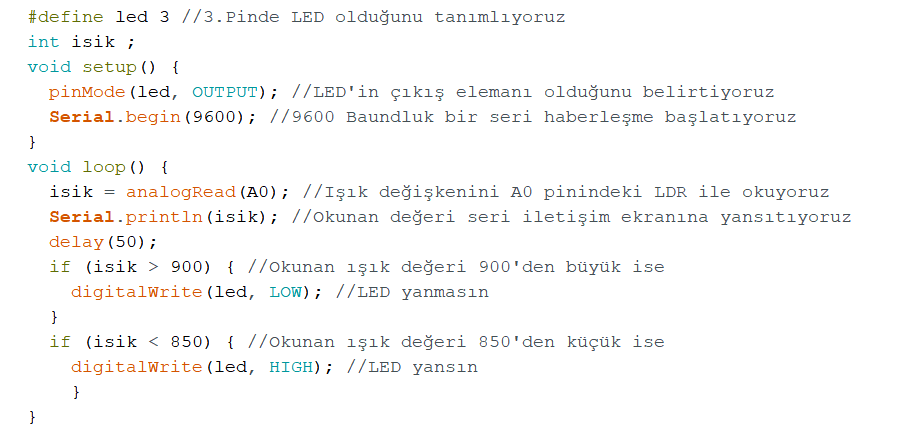 #define led 3 //3.Pinde LED olduğunu tanımlıyoruz
int isik ;
void setup() {
pinMode(led, OUTPUT); //LED'in çıkış elemanı olduğunu belirtiyoruz
Serial.begin(9600); //9600 Baundluk bir seri haberleşme başlatıyoruz
}
void loop() {
isik = analogRead(A0); //Işık değişkenini A0 pinindeki LDR ile okuyoruz
Serial.println(isik); //Okunan değeri seri iletişim ekranına yansıtıyoruz
delay(50);
if (isik > 900) { //Okunan ışık değeri 900'den büyük ise
digitalWrite(led, LOW); //LED yanmasın
}
if (isik < 850) { //Okunan ışık değeri 850'den küçük ise
digitalWrite(led, HIGH); //LED yansın
}
}